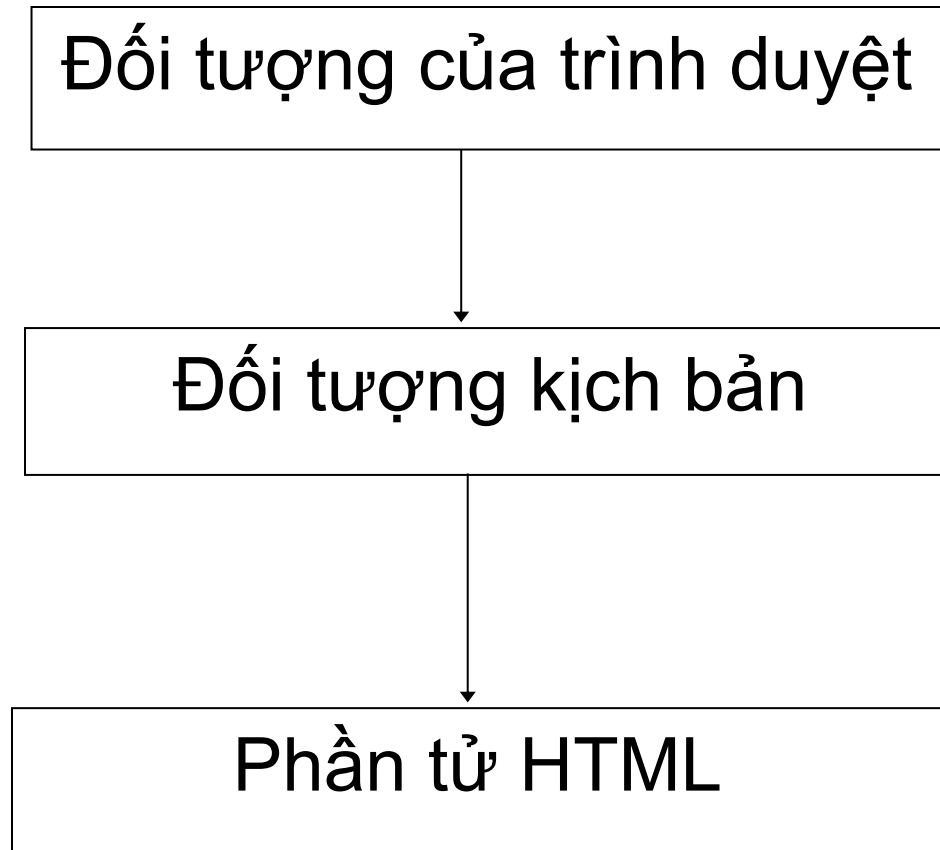 Đối tượng của trình duyệt
Đối tượng kịch bản
Phần tử HTML